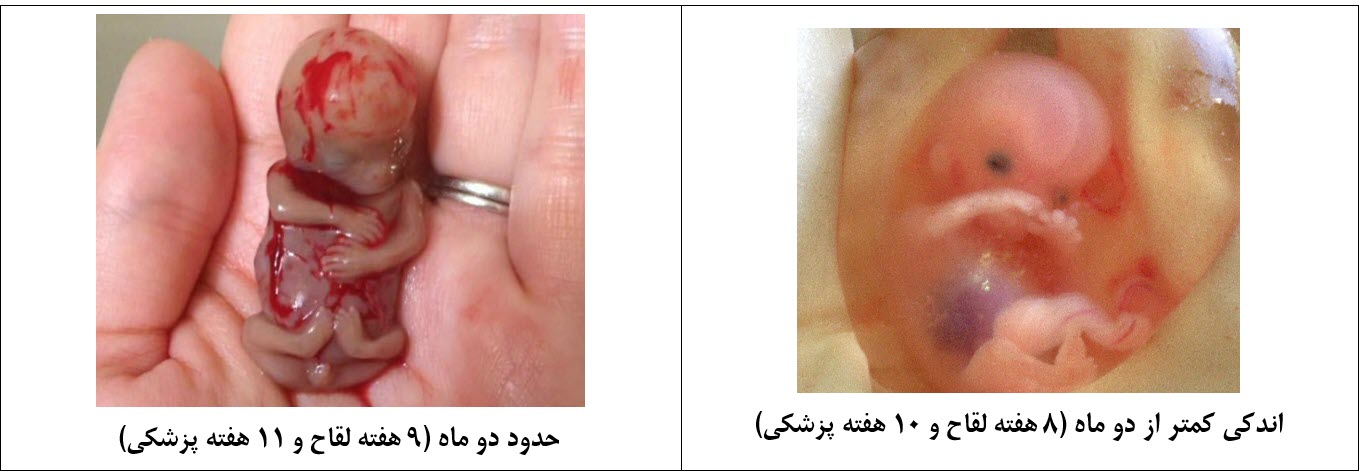 اندکی کمتر از دو ماه (۸ هفته لقاح و ۱۰ هفته پزشکی)
حدود دو ماه (۹ هفته لقاح و ۱۱ هفته پزشکی)